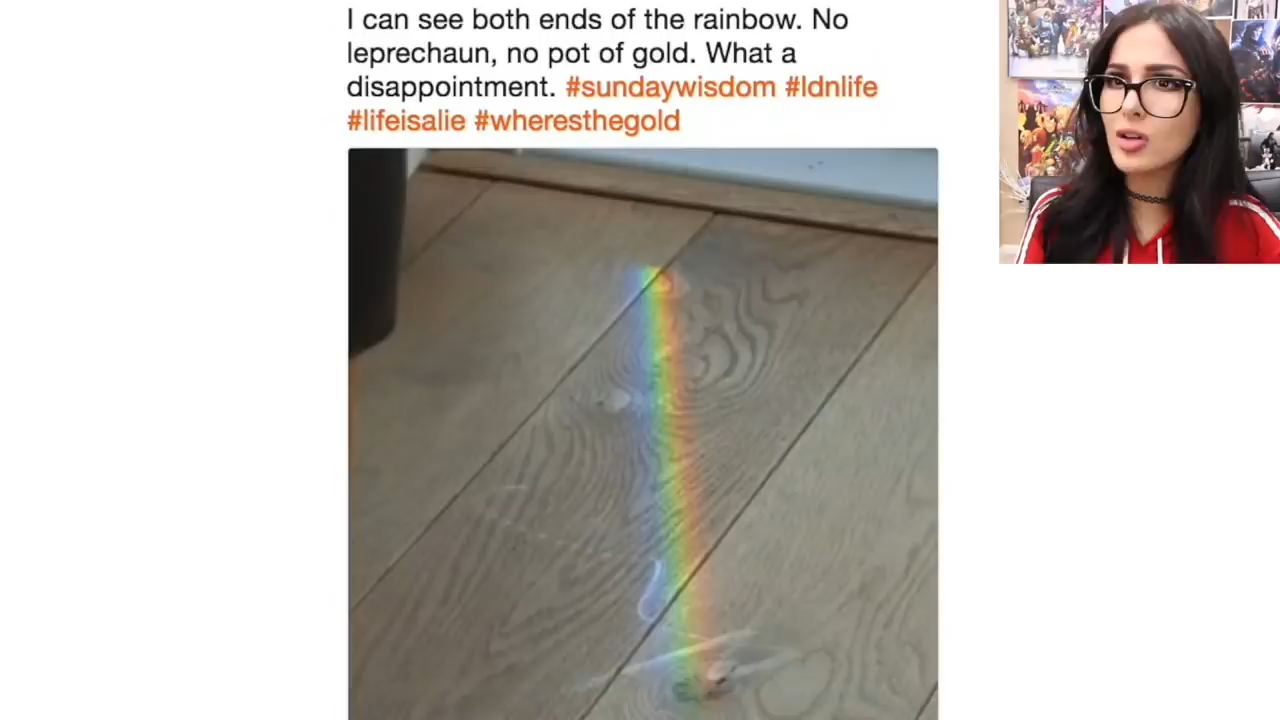 I can see both ends of the rainbow. No
leprechaun, no pot of gold. What a
disappointment. #sundaywisdom #ldnlife
#lifeisalie #wheresthegold